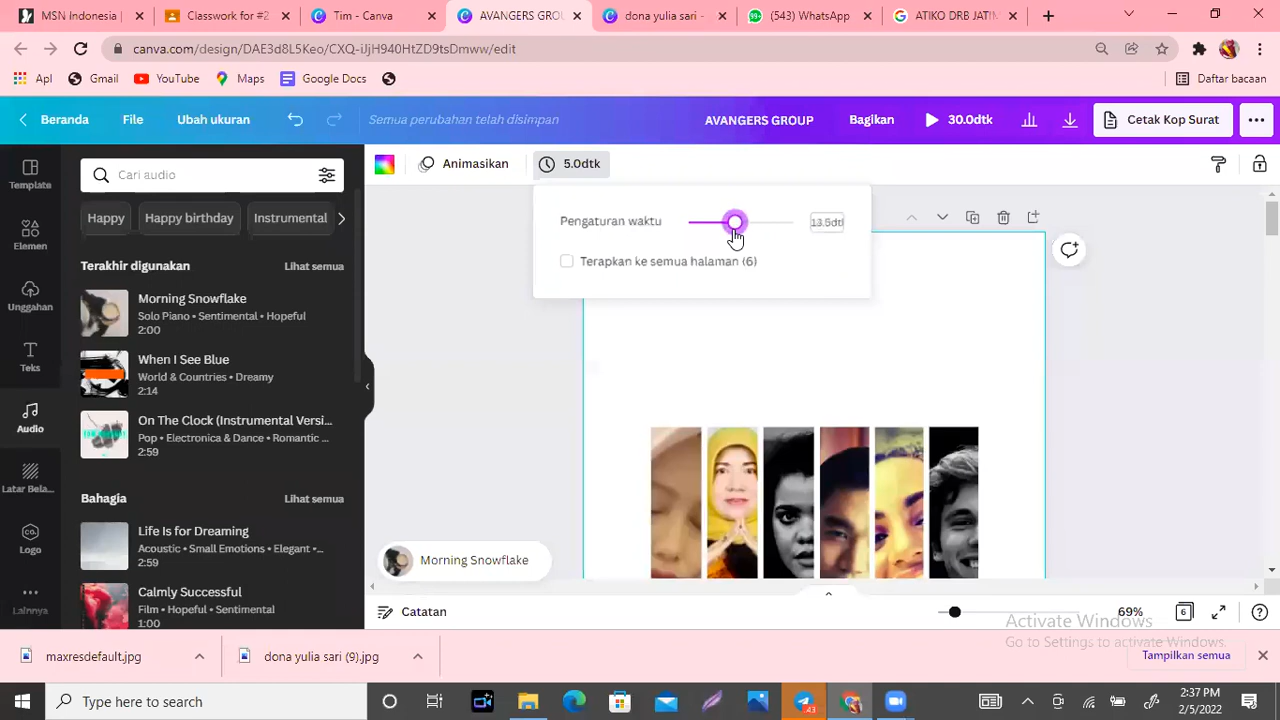 MSN Indonesia
Classwork for #2
Tim - Canva
AVANGERS GROU
dona yulia sari -
(543) WhatsApp
ATIKO DRB JATIM
canva.com/design/DAE3d8L5Keo/CXQ-iJjH940HtZD9tsDmww/edit
Apl
Gmail
YouTube
Maps
Google Docs
Daftar bacaan
Beranda
File
Ubah ukuran
Semua perubahan telah disimpan
AVANGERS GROUP
Bagikan
30.0dtk
Cetak Kop Surat
Template
Elemen
Unggahan
Teks
Audio
Latar Bela...
Logo
Lainnya
Cari audio
Happy
Happy birthday
Instrumental
Terakhir digunakan
Lihat semua
Morning Snowflake
Solo Piano • Sentimental • Hopeful
2:00
When I See Blue
World & Countries • Dreamy
2:14
On The Clock (Instrumental Versi...
Pop • Electronica & Dance • Romantic ...
2:59
Bahagia
Lihat semua
Life Is for Dreaming
Acoustic • Small Emotions • Elegant •...
2:59
Calmly Successful
Film • Hopeful • Sentimental
1:00
Animasikan
5.0dtk
Pengaturan waktu
13.5dtl
Terapkan ke semua halaman (6)
Morning Snowflake
Catatan
69%
6
Activate Windows
Go to Settings to activate Windows.
maxresdefault.jpg
dona yulia sari (9).jpg
Tampilkan semua
Type here to search
43
2:37 PM
2/5/2022